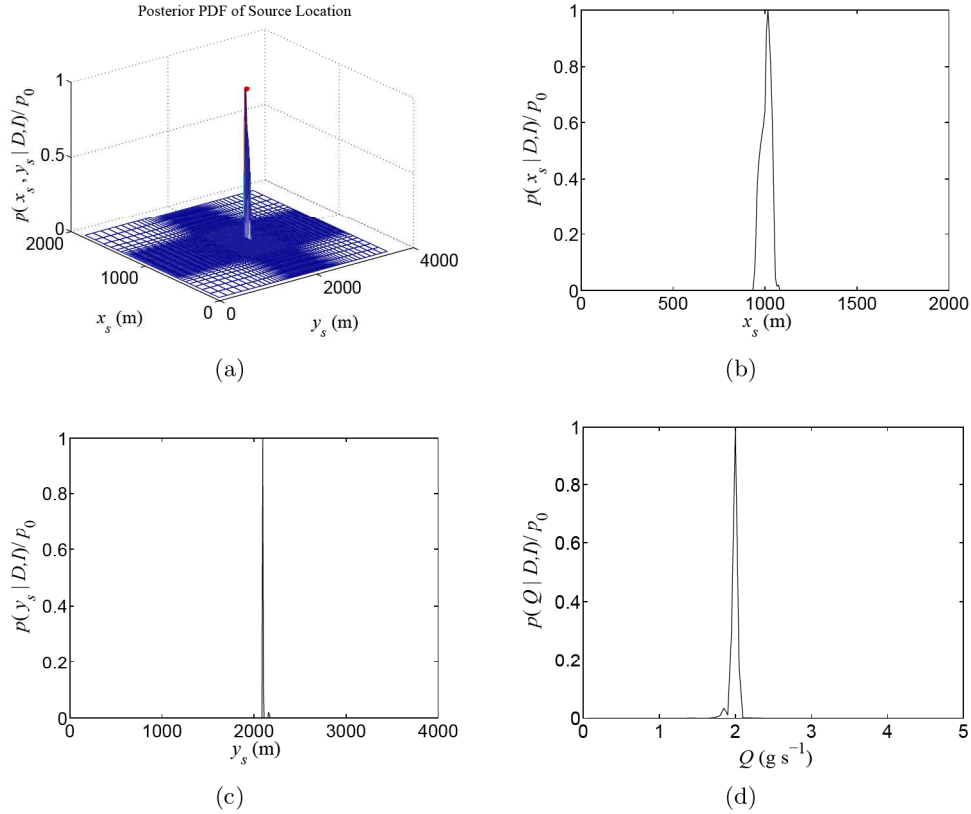 Posterior PDF of Source Location
p(x_s, y_s | D,I)/p_0
1
0.5
0
2000
1000
0
0
2000
4000
x_s (m)
y_s (m)
(a)
p(x_s | D,I)/p_0
1
0.8
0.6
0.4
0.2
0
0 500 1000 1500 2000
x_s (m)
(b)
p(y_s | D,I)/p_0
1
0.8
0.6
0.4
0.2
0
0 1000 2000 3000 4000
y_s (m)
(c)
p(Q | D,I)/p_0
1
0.8
0.6
0.4
0.2
0
0 1 2 3 4 5
Q (g s⁻¹)
(d)